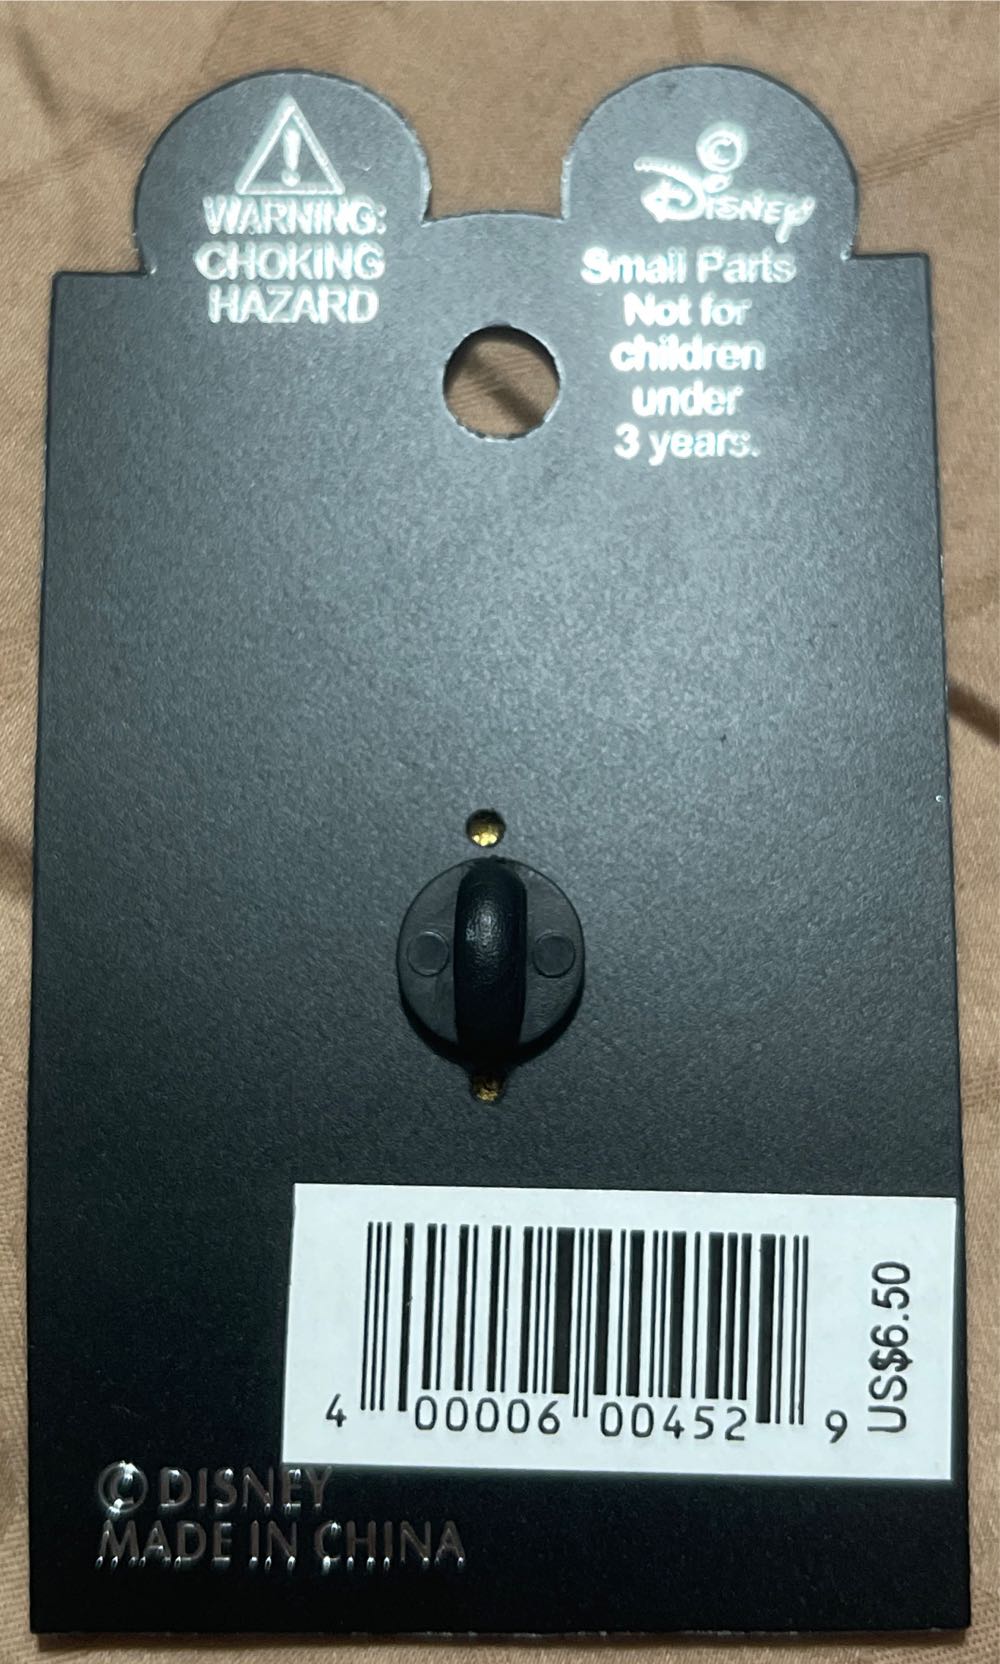 WARNING:
CHOKING
HAZARD
©
DISNEY
Small Parts
Not for
children
under
3 years.
4 00006 00452 9
US$6.50
© DISNEY
MADE IN CHINA